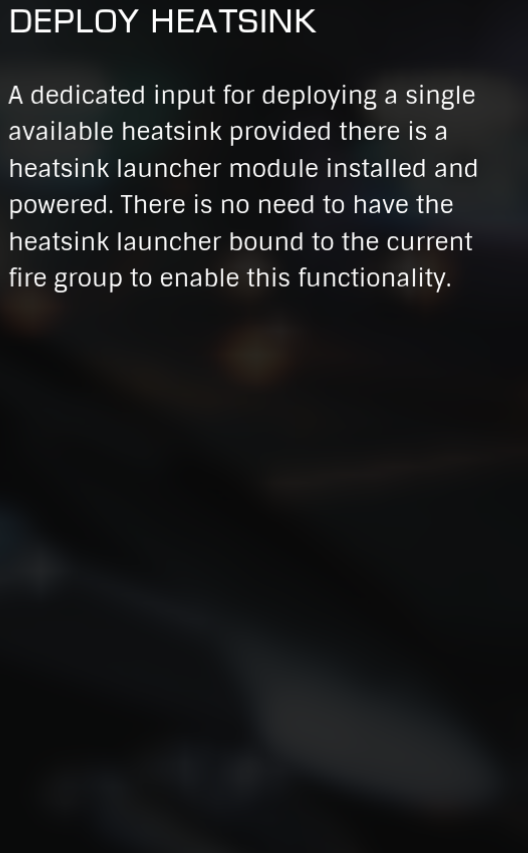 DEPLOY HEATSINK
A dedicated input for deploying a single
available heatsink provided there is a
heatsink launcher module installed and
powered. There is no need to have the
heatsink launcher bound to the current
fire group to enable this functionality.